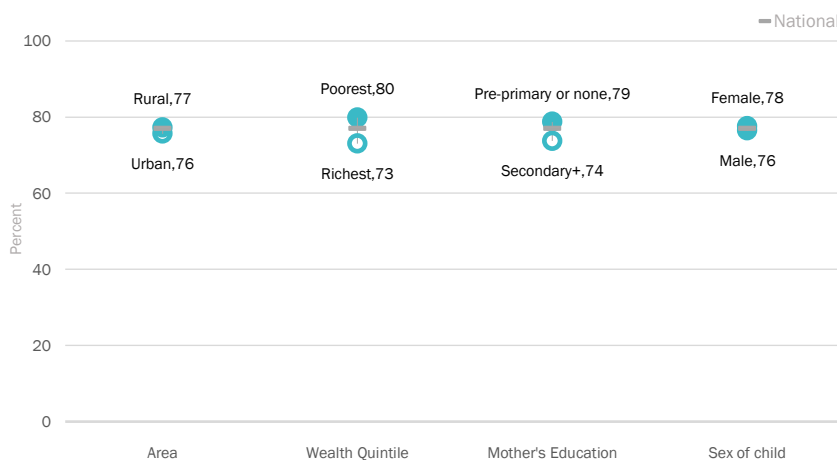 National
100
80
60
40
20
0
Percent
Rural,77
Urban,76
Poorest,80
Richest,73
Pre-primary or none,79
Secondary+,74
Female,78
Male,76
Area
Wealth Quintile
Mother's Education
Sex of child